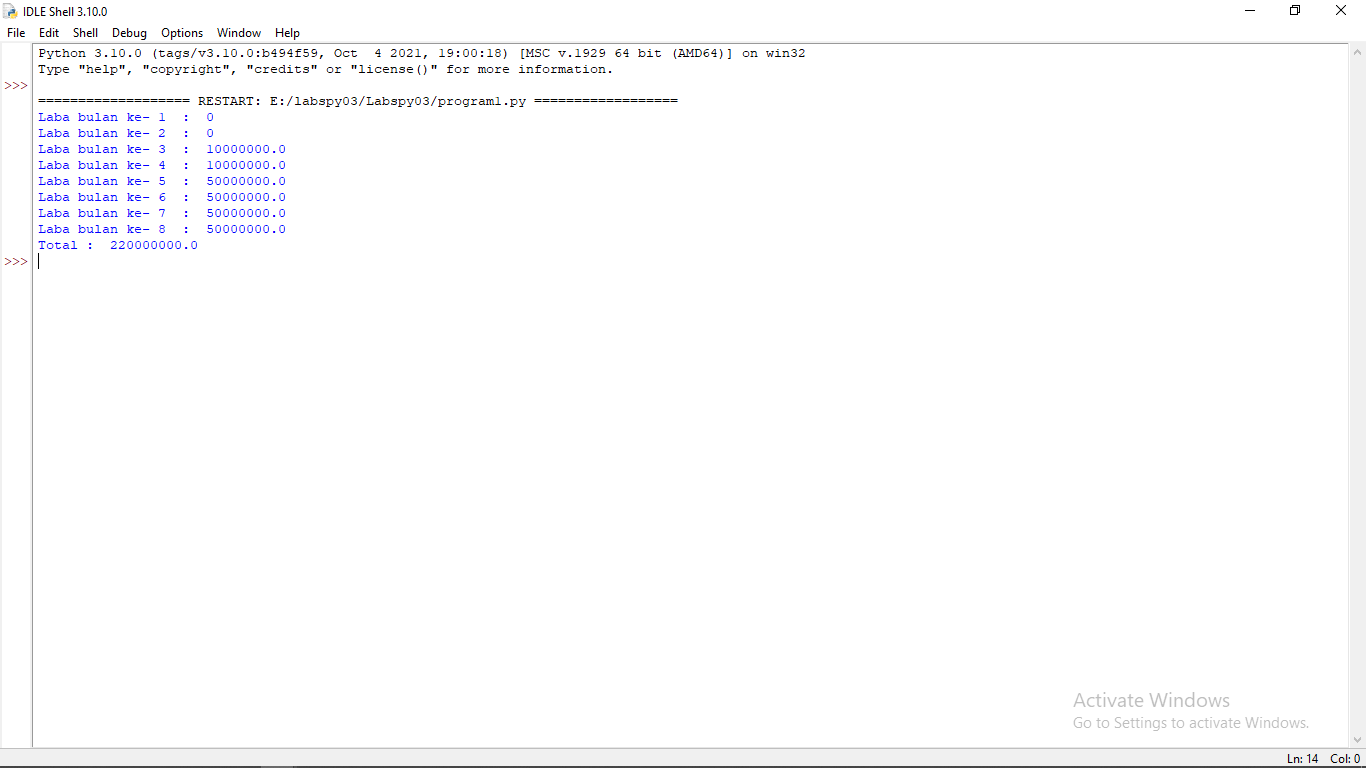 IDLE Shell 3.10.0
File Edit Shell Debug Options Window Help
Python 3.10.0 (tags/v3.10.0:b494f59, Oct  4 2021, 19:00:18) [MSC v.1929 64 bit (AMD64)] on win32
Type "help", "copyright", "credits" or "license()" for more information.
>>>
=================== RESTART: E:/labspy03/Labspy03/program1.py ==================
Laba bulan ke- 1  :  0
Laba bulan ke- 2  :  0
Laba bulan ke- 3  :  10000000.0
Laba bulan ke- 4  :  10000000.0
Laba bulan ke- 5  :  50000000.0
Laba bulan ke- 6  :  50000000.0
Laba bulan ke- 7  :  50000000.0
Laba bulan ke- 8  :  50000000.0
Total :  220000000.0
>>>
Activate Windows
Go to Settings to activate Windows.
Ln: 14 Col: 0